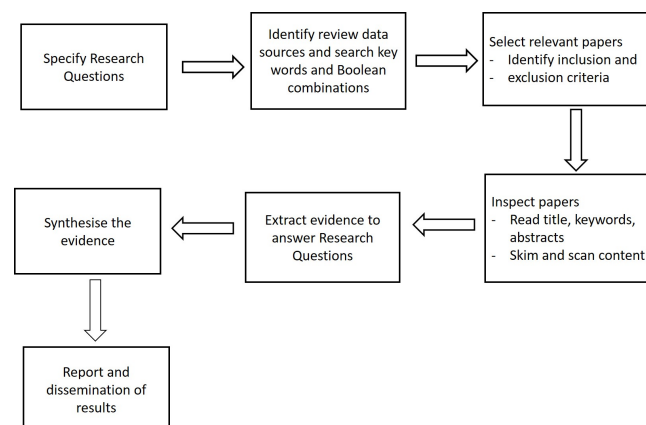 Specify Research
Questions
Identify review data
sources and search key
words and Boolean
combinations
Select relevant papers
- Identify inclusion and
- exclusion criteria
Inspect papers
- Read title, keywords,
abstracts
- Skim and scan content
Extract evidence to
answer Research
Questions
Synthesise the
evidence
Report and
dissemination of
results